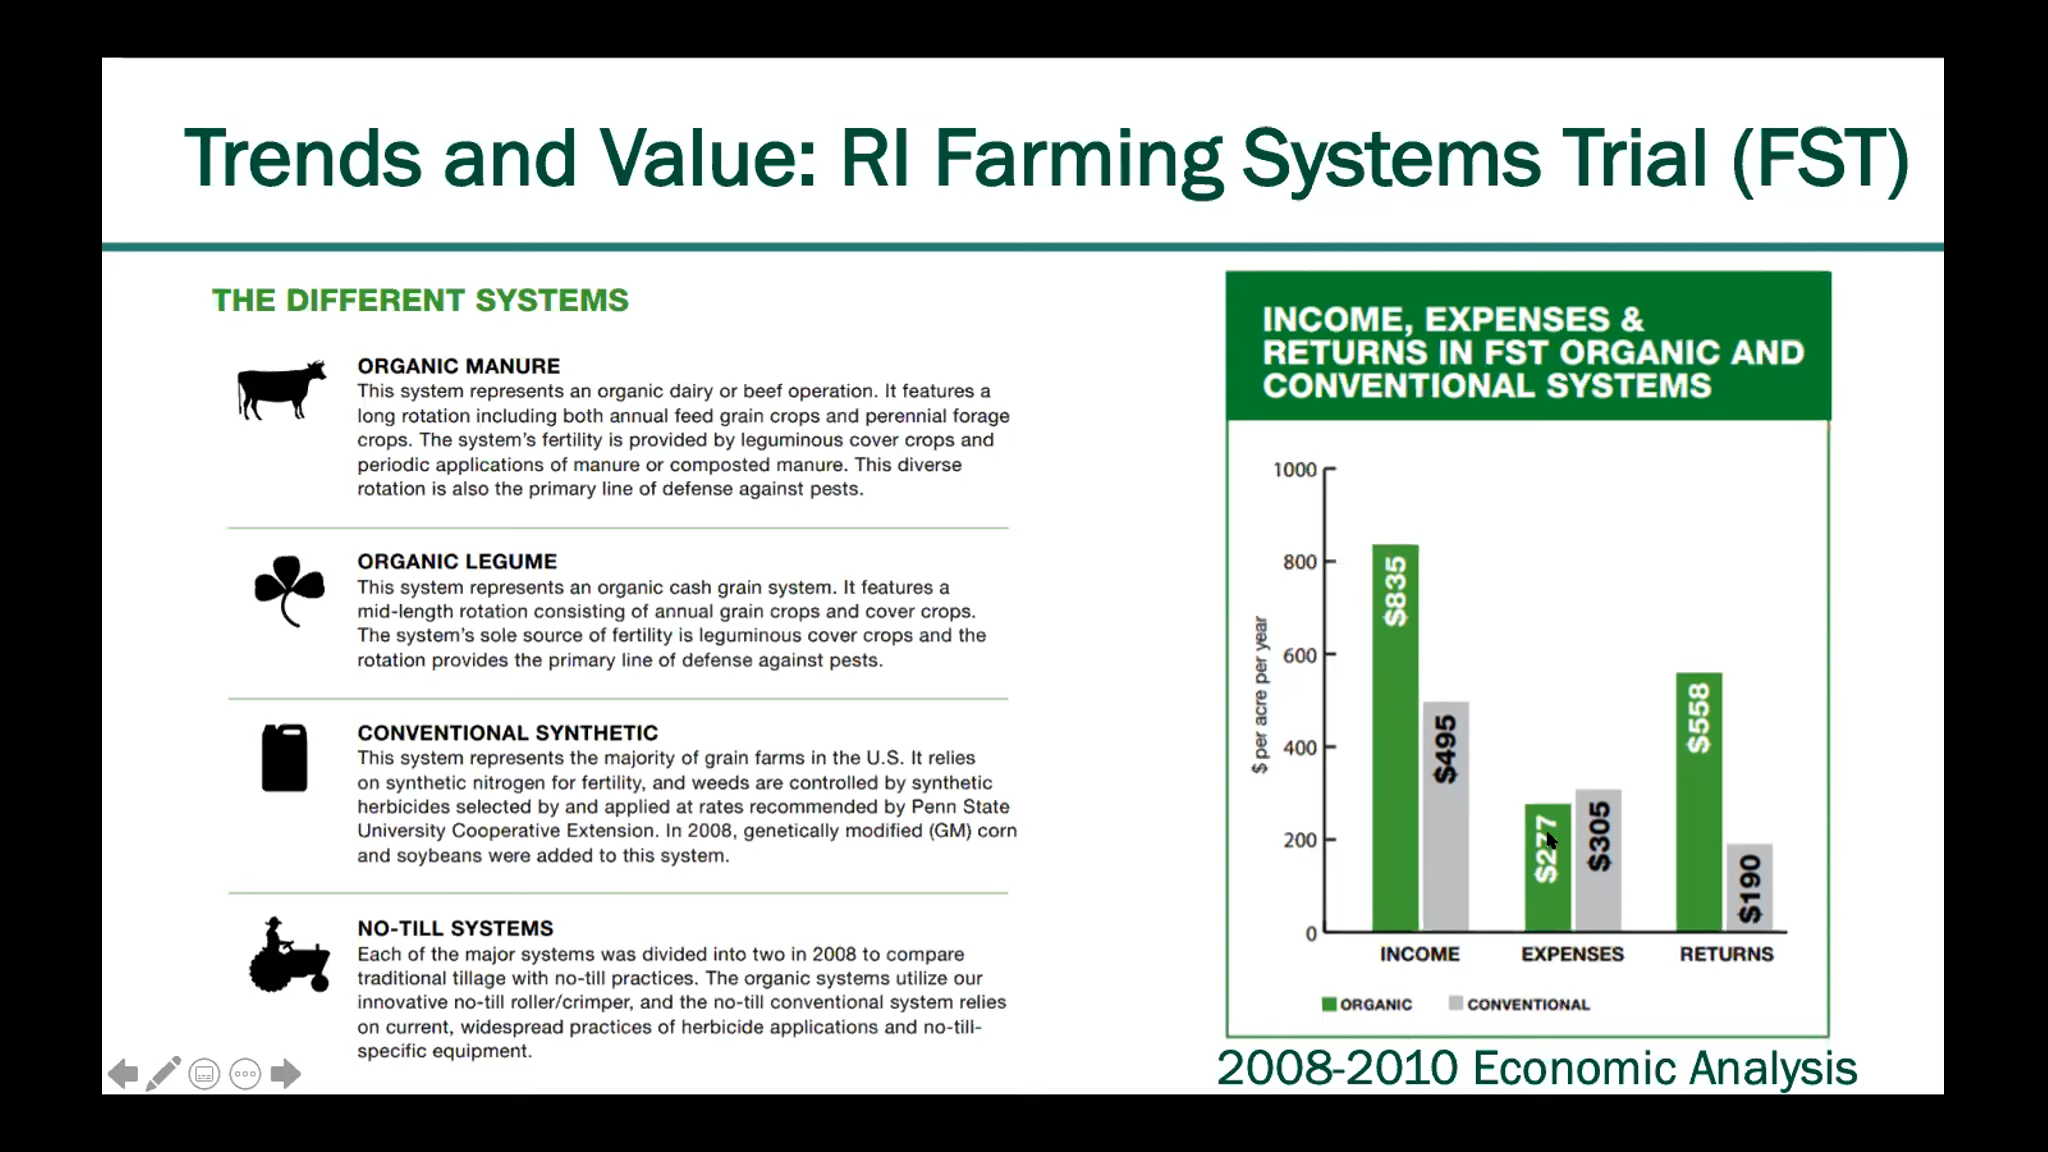 Trends and Value: RI Farming Systems Trial (FST)
THE DIFFERENT SYSTEMS
ORGANIC MANURE
This system represents an organic dairy or beef operation. It features a
long rotation including both annual feed grain crops and perennial forage
crops. The system's fertility is provided by leguminous cover crops and
periodic applications of manure or composted manure. This diverse
rotation is also the primary line of defense against pests.
ORGANIC LEGUME
This system represents an organic cash grain system. It features a
mid-length rotation consisting of annual grain crops and cover crops.
The system's sole source of fertility is leguminous cover crops and the
rotation provides the primary line of defense against pests.
CONVENTIONAL SYNTHETIC
This system represents the majority of grain farms in the U.S. It relies
on synthetic nitrogen for fertility, and weeds are controlled by synthetic
herbicides selected by and applied at rates recommended by Penn State
University Cooperative Extension. In 2008, genetically modified (GM) corn
and soybeans were added to this system.
NO-TILL SYSTEMS
Each of the major systems was divided into two in 2008 to compare
traditional tillage with no-till practices. The organic systems utilize our
innovative no-till roller/crimper, and the no-till conventional system relies
on current, widespread practices of herbicide applications and no-till-
specific equipment.
INCOME, EXPENSES &
RETURNS IN FST ORGANIC AND
CONVENTIONAL SYSTEMS
$ per acre per year
1000
800
600
400
200
0
$835
$495
$277
$305
$558
$190
INCOME
EXPENSES
RETURNS
ORGANIC
CONVENTIONAL
2008-2010 Economic Analysis